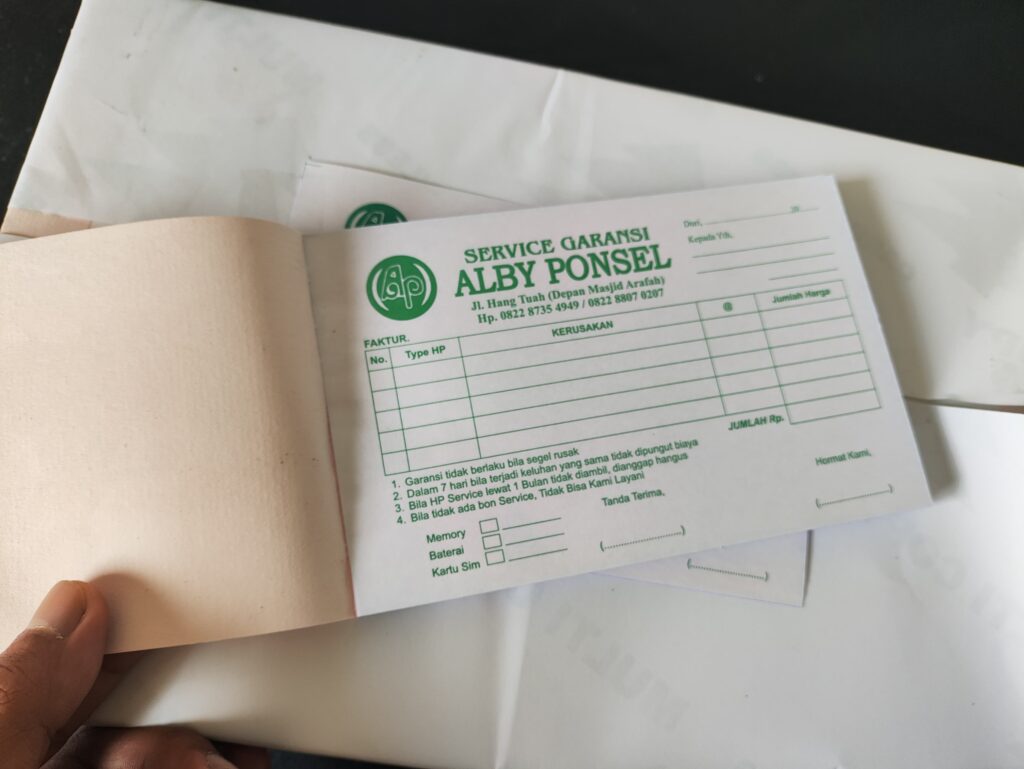 Ap
SERVICE GARANSI
ALBY PONSEL
Jl. Hang Tuah (Depan Masjid Arafah)
Hp. 0822 8735 4949 / 0822 8807 0207
Duri, .................... 20 ......
Kepada Yth,
FAKTUR.
No. Type HP KERUSAKAN @ Jumlah Harga
JUMLAH Rp.
1. Garansi tidak berlaku bila segel rusak
2. Dalam 7 hari bila terjadi keluhan yang sama tidak dipungut biaya
3. Bila HP Service lewat 1 Bulan tidak diambil, dianggap hangus
4. Bila tidak ada bon Service, Tidak Bisa Kami Layani
Memory
Baterai
Kartu Sim
Tanda Terima,
(....................)
Hormat Kami,
(....................)